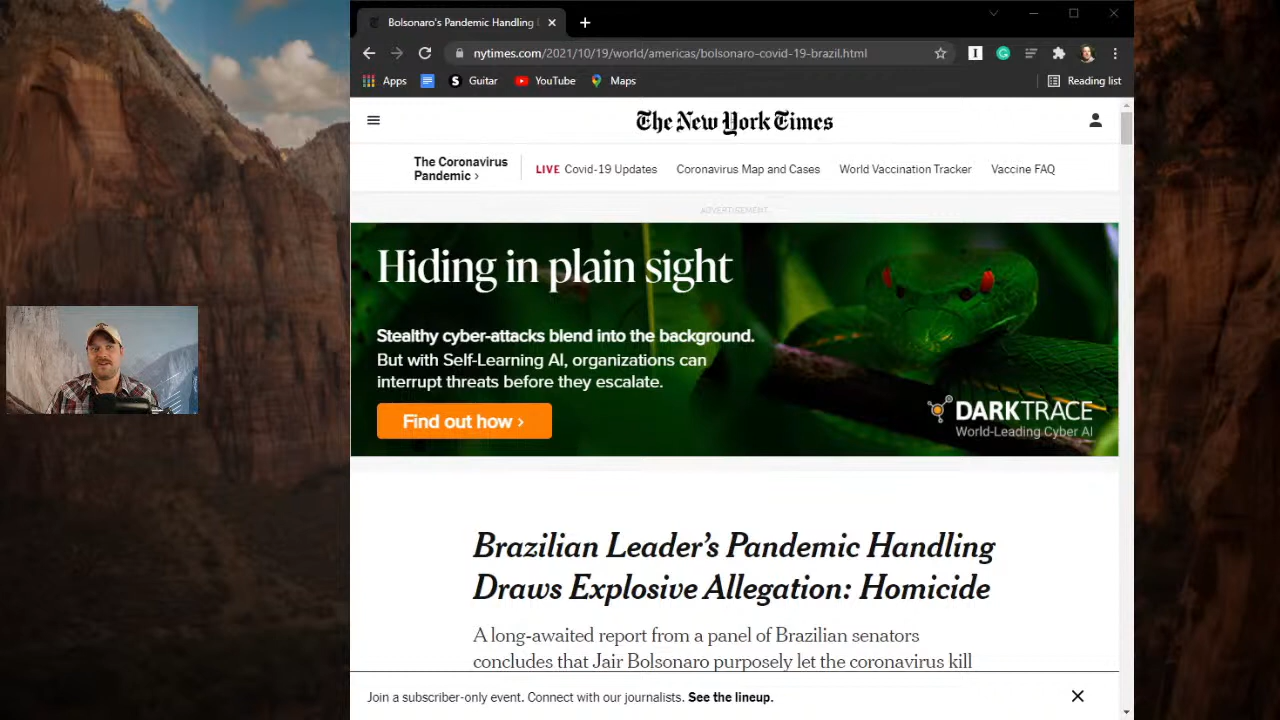 Bolsonaro's Pandemic Handling
nytimes.com/2021/10/19/world/americas/bolsonaro-covid-19-brazil.html
Apps Guitar YouTube Maps Reading list
The New York Times
The Coronavirus
Pandemic ›
LIVE Covid-19 Updates Coronavirus Map and Cases World Vaccination Tracker Vaccine FAQ
ADVERTISEMENT
Hiding in plain sight
Stealthy cyber-attacks blend into the background.
But with Self-Learning AI, organizations can
interrupt threats before they escalate.
Find out how ›
DARKTRACE
World-Leading Cyber AI
Brazilian Leader's Pandemic Handling
Draws Explosive Allegation: Homicide
A long-awaited report from a panel of Brazilian senators
concludes that Jair Bolsonaro purposely let the coronavirus kill
Join a subscriber-only event. Connect with our journalists. See the lineup.